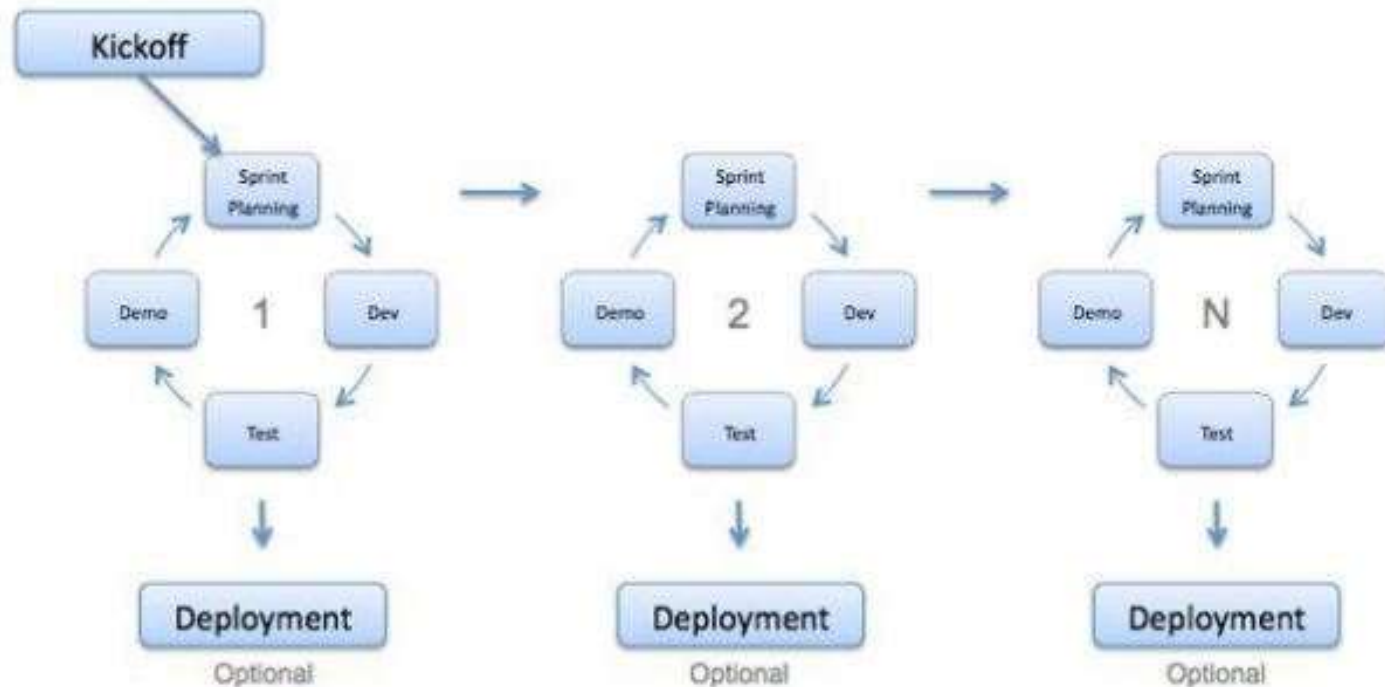 Kickoff
Sprint
Planning
Demo
1
Dev
Test
Deployment
Optional
Sprint
Planning
Demo
2
Dev
Test
Deployment
Optional
Sprint
Planning
Demo
N
Dev
Test
Deployment
Optional